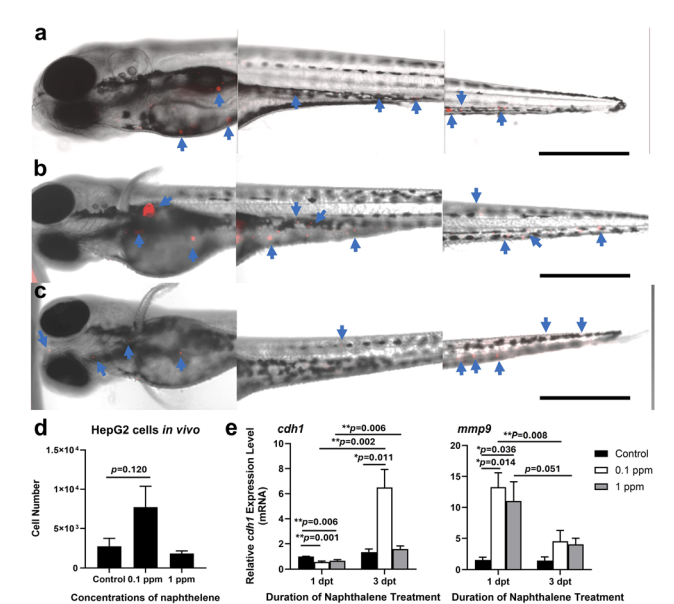 a
b
c
d
HepG2 cells in vivo
1.5×10⁴
1×10⁴
5×10³
0
p=0.120
Cell Number
Control 0.1 ppm 1 ppm
Concentrations of naphthelene
e
cdh1
**p=0.006
**p=0.002
*p=0.011
**p=0.006
**p=0.001
10
8
6
4
2
0
Relative cdh1 Expression Level
(mRNA)
1 dpt
3 dpt
Duration of Naphthalene Treatment
mmp9
**P=0.008
*p=0.036
*p=0.014
p=0.051
20
15
10
5
0
1 dpt
3 dpt
Duration of Naphthalene Treatment
Control
0.1 ppm
1 ppm